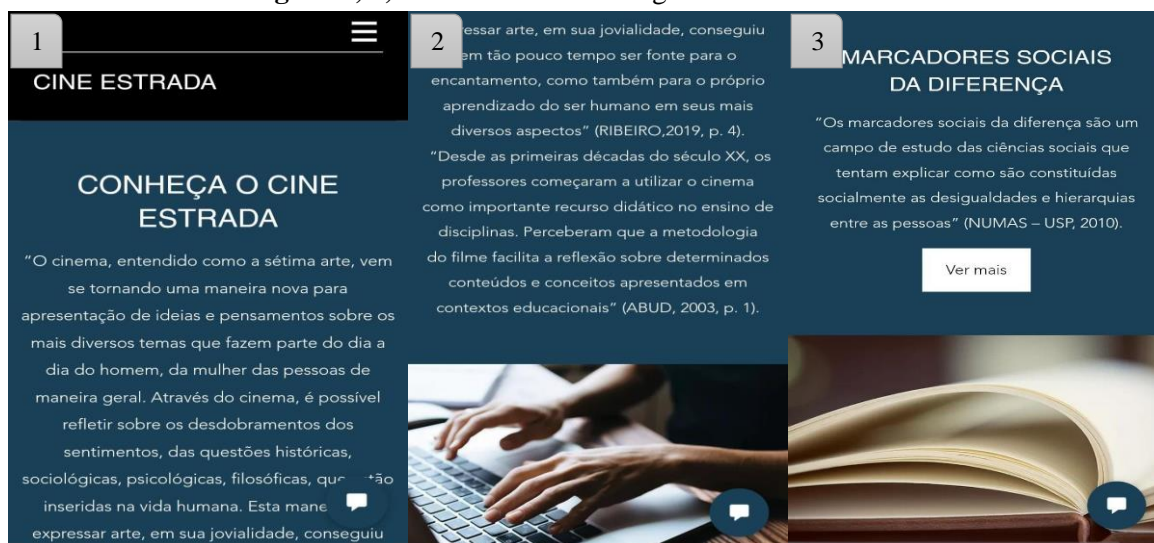 1
CINE ESTRADA
CONHEÇA O CINE
ESTRADA
“O cinema, entendido como a sétima arte, vem
se tornando uma maneira nova para
apresentação de ideias e pensamentos sobre os
mais diversos temas que fazem parte do dia a
dia do homem, da mulher das pessoas de
maneira geral. Através do cinema, é possível
refletir sobre os desdobramentos dos
sentimentos, das questões históricas,
sociológicas, psicológicas, filosóficas,
inseridas na vida humana. Esta
expressar arte, em sua jovialidade, conseguiu
2
arte, em sua jovialidade, conseguiu
em tão pouco tempo ser fonte para o
encantamento, como também para o próprio
aprendizado do ser humano em seus mais
diversos aspectos” (RIBEIRO,2019, p. 4).
“Desde as primeiras décadas do século XX, os
professores começaram a utilizar o cinema
como importante recurso didático no ensino de
disciplinas. Perceberam que a metodologia
do filme facilita a reflexão sobre determinados
conteúdos e conceitos apresentados em
contextos educacionais” (ABUD, 2003, p. 1).
3
MARCADORES SOCIAIS
DA DIFERENÇA
“Os marcadores sociais da diferença são um
campo de estudo das ciências sociais que
tentam explicar como são constituídas
socialmente as desigualdades e hierarquias
entre as pessoas” (NUMAS – USP, 2010).
Ver mais